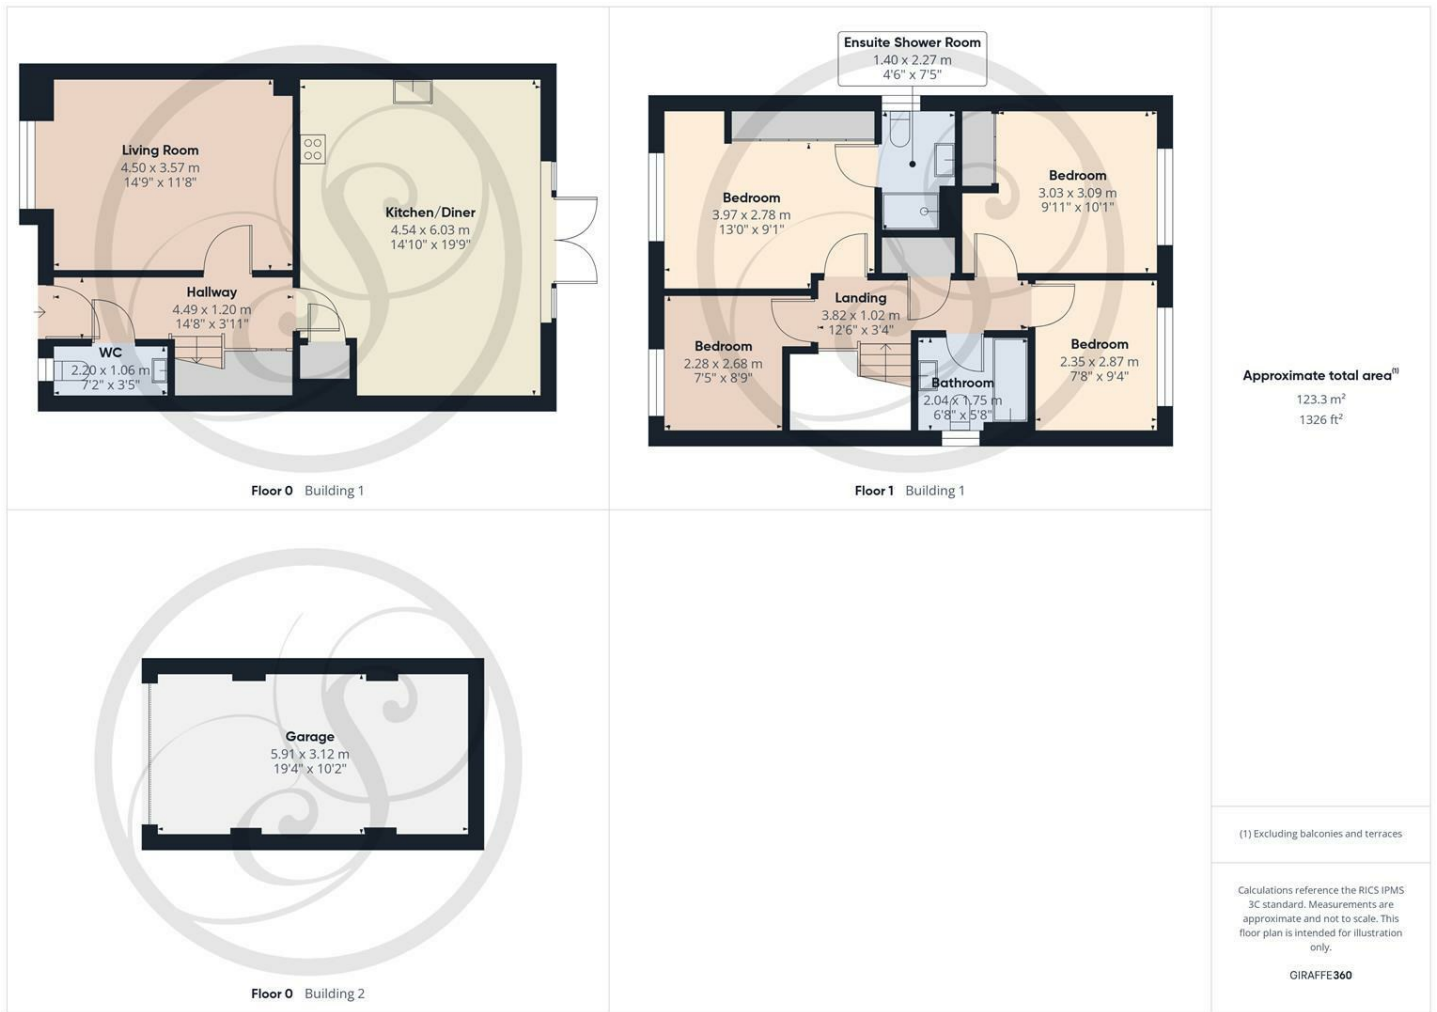 Living Room
4.50 x 3.57 m
14'9" x 11'8"
Kitchen/Diner
4.54 x 6.03 m
14'10" x 19'9"
Hallway
4.49 x 1.20 m
14'8" x 3'11"
WC
2.20 x 1.06 m
7'2" x 3'5"
Floor 0 Building 1
Ensuite Shower Room
1.40 x 2.27 m
4'6" x 7'5"
Bedroom
3.97 x 2.78 m
13'0" x 9'1"
Bedroom
3.03 x 3.09 m
9'11" x 10'1"
Landing
3.82 x 1.02 m
12'6" x 3'4"
Bedroom
2.28 x 2.68 m
7'5" x 8'9"
Bathroom
2.04 x 1.75 m
6'8" x 5'8"
Bedroom
2.35 x 2.87 m
7'8" x 9'4"
Floor 1 Building 1
Garage
5.91 x 3.12 m
19'4" x 10'2"
Floor 0 Building 2
Approximate total area(1)
123.3 m²
1326 ft²
(1) Excluding balconies and terraces
Calculations reference the RICS IPMS
3C standard. Measurements are
approximate and not to scale. This
floor plan is intended for illustration
only.
GIRAFFE360